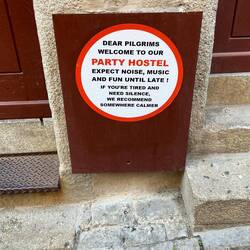 DEAR PILGRIMS
WELCOME TO OUR
PARTY HOSTEL
EXPECT NOISE, MUSIC
AND FUN UNTIL LATE !
IF YOU'RE TIRED AND
NEED SILENCE,
WE RECOMMEND
SOMEWHERE CALMER